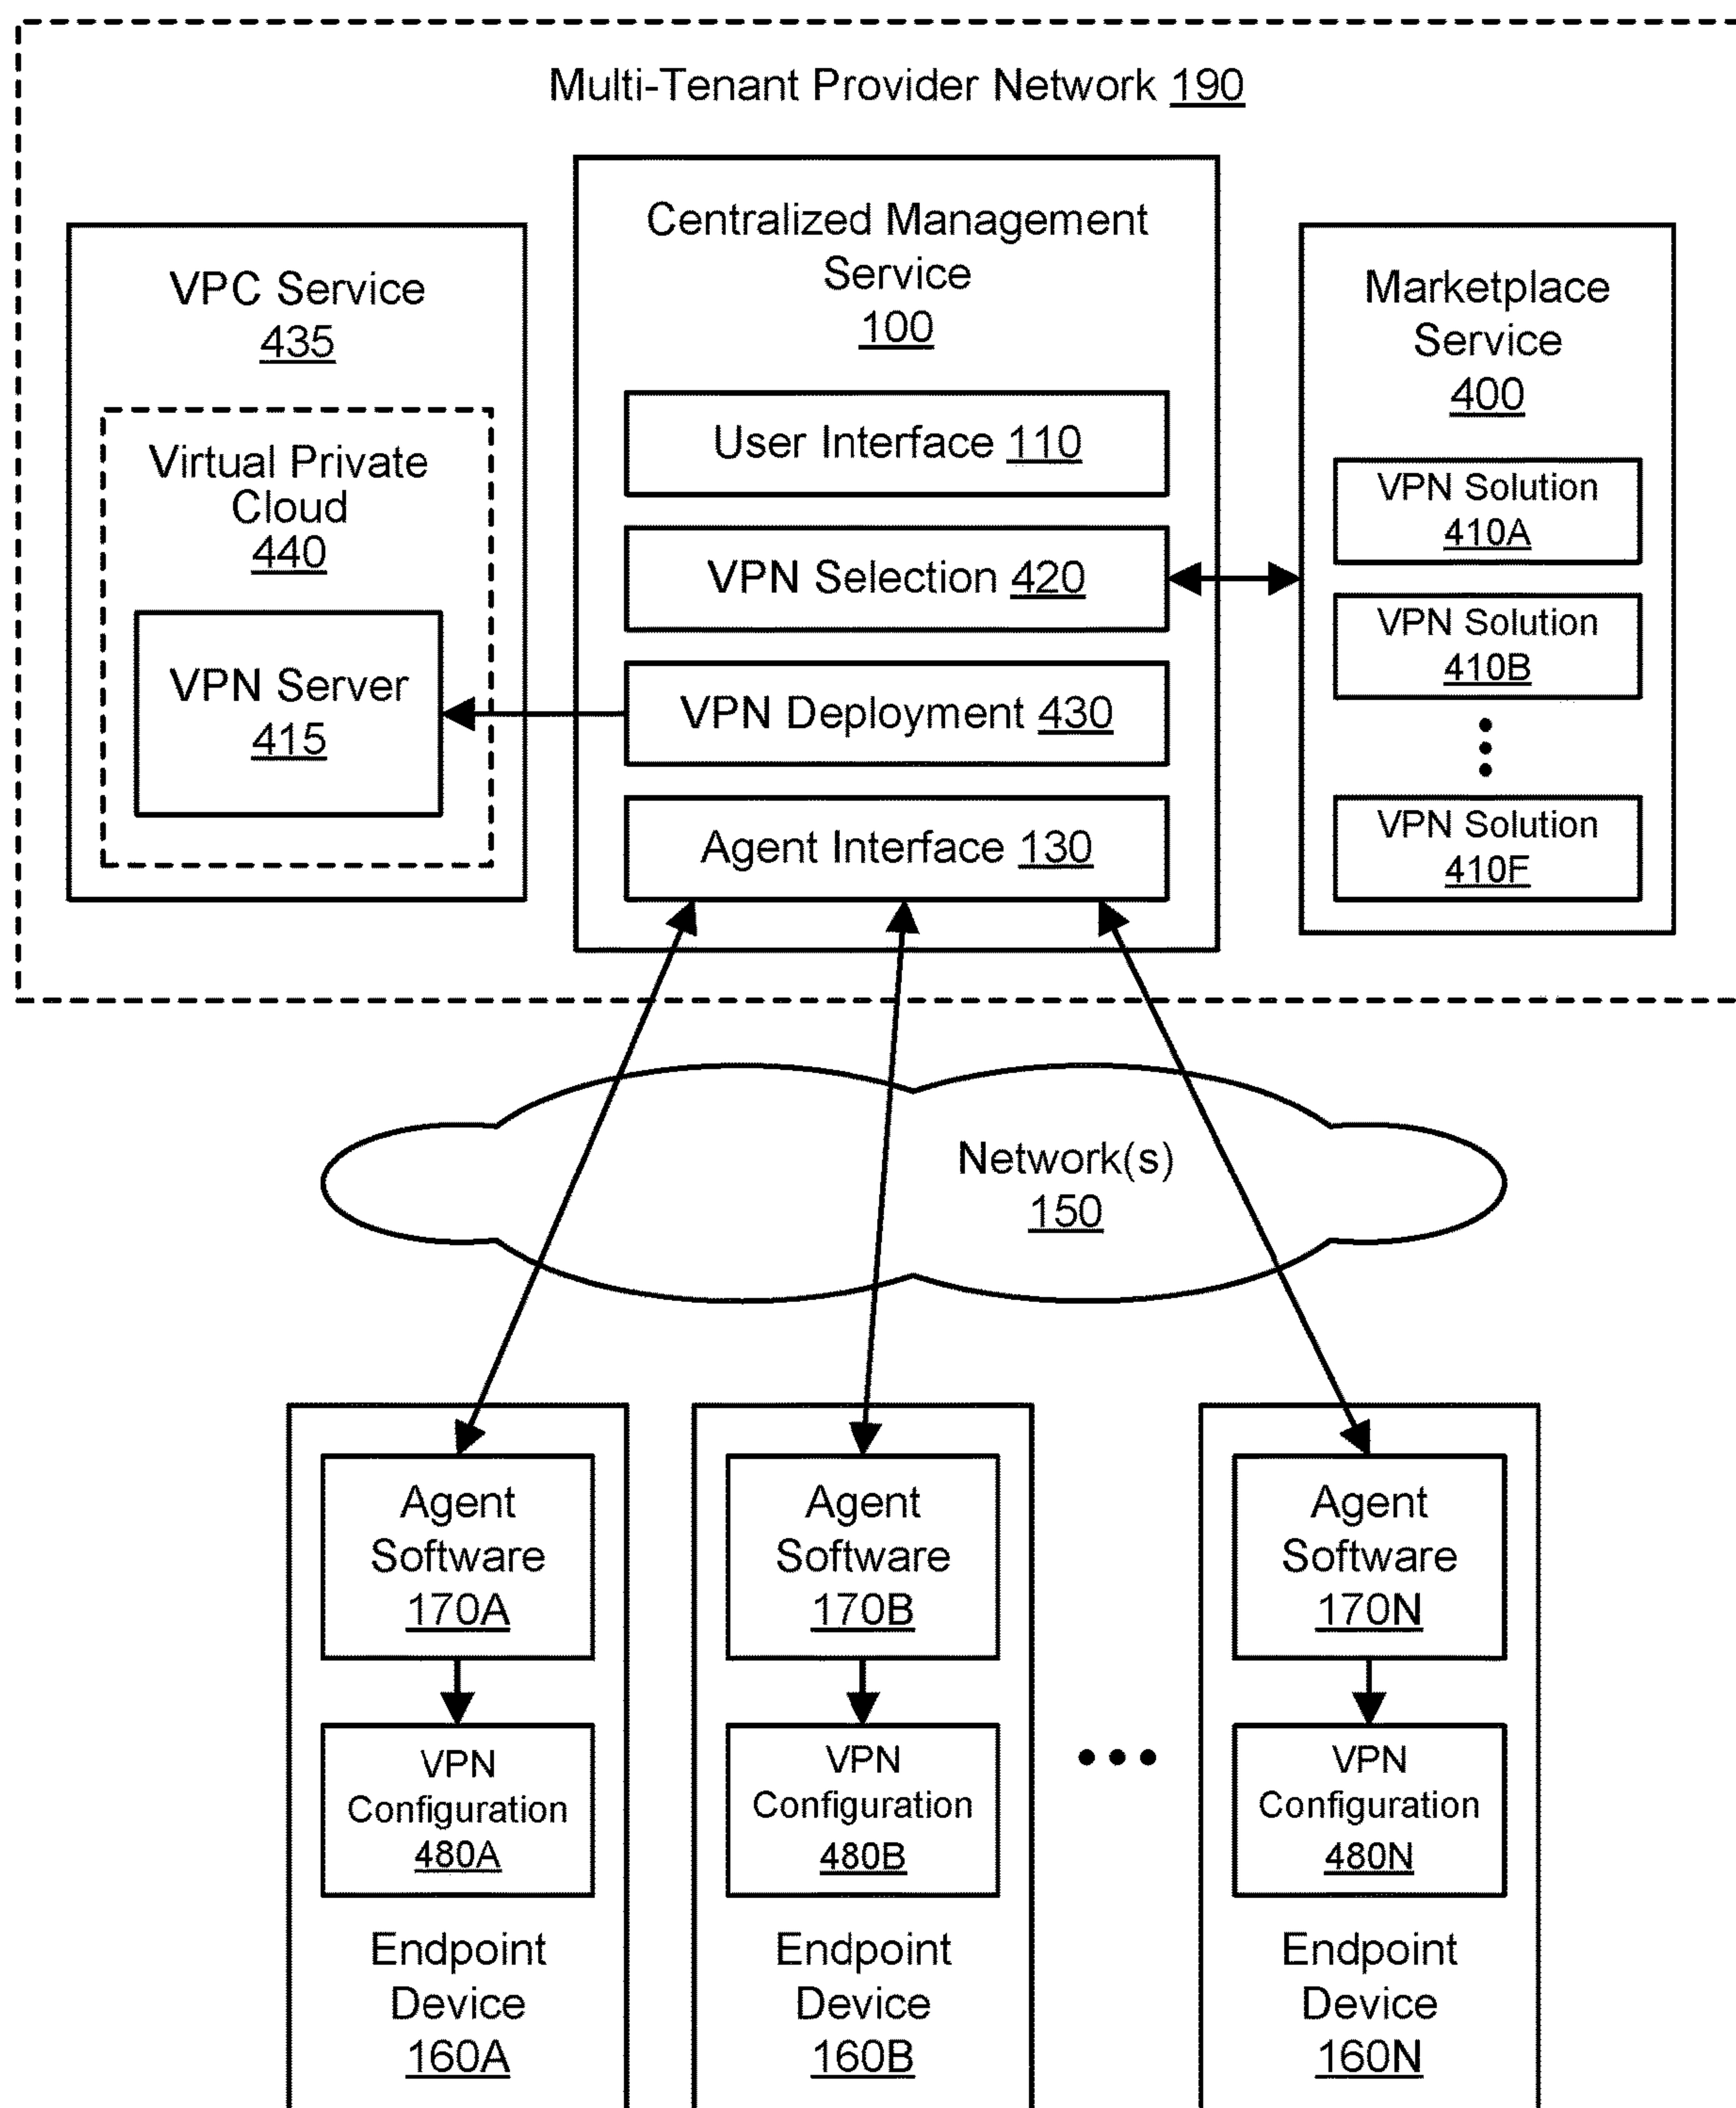 Multi-Tenant Provider Network 190
VPC Service
435
Virtual Private
Cloud
440
VPN Server
415
Centralized Management
Service
100
User Interface 110
VPN Selection 420
VPN Deployment 430
Agent Interface 130
Marketplace
Service
400
VPN Solution
410A
VPN Solution
410B
VPN Solution
410F
Network(s)
150
Agent
Software
170A
VPN
Configuration
480A
Endpoint
Device
160A
Agent
Software
170B
VPN
Configuration
480B
Endpoint
Device
160B
Agent
Software
170N
VPN
Configuration
480N
Endpoint
Device
160N